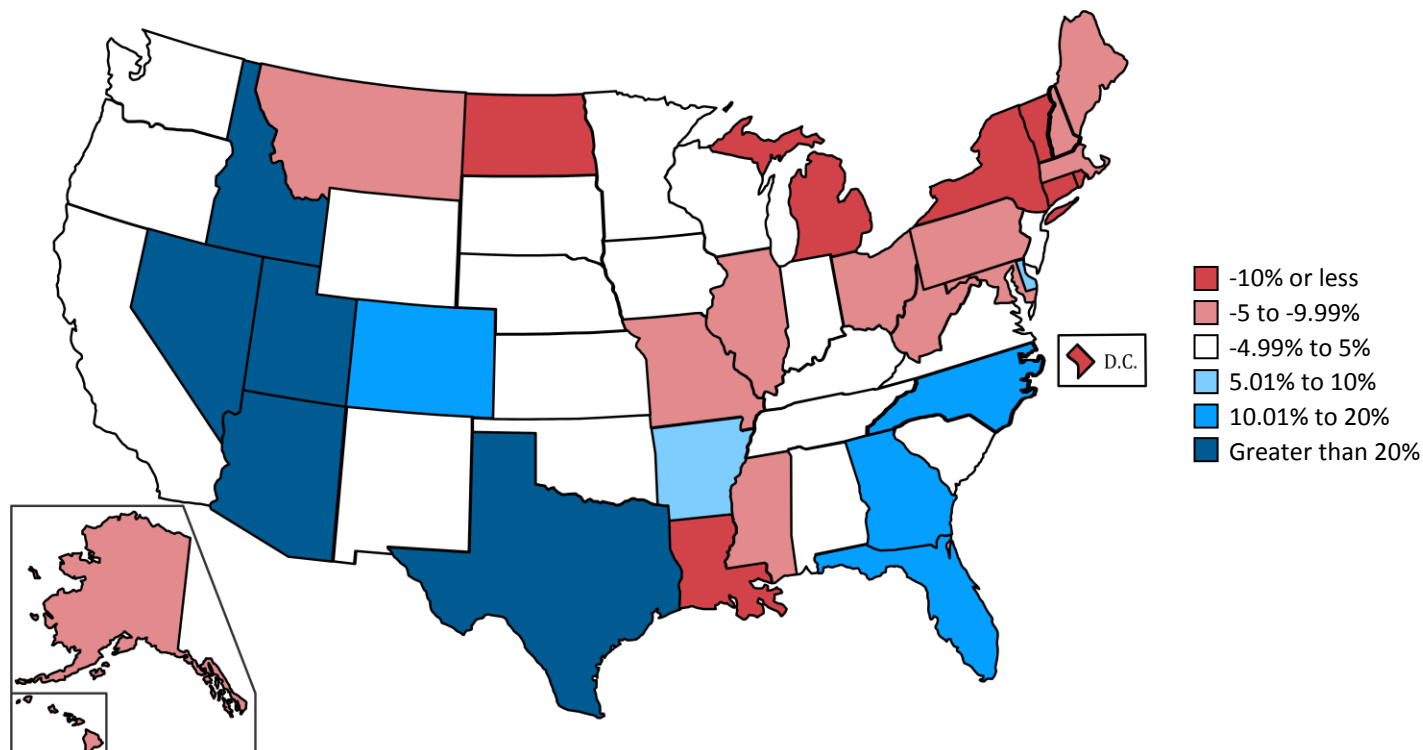 -10% or less
-5 to -9.99%
-4.99% to 5%
5.01% to 10%
10.01% to 20%
Greater than 20%
D.C.